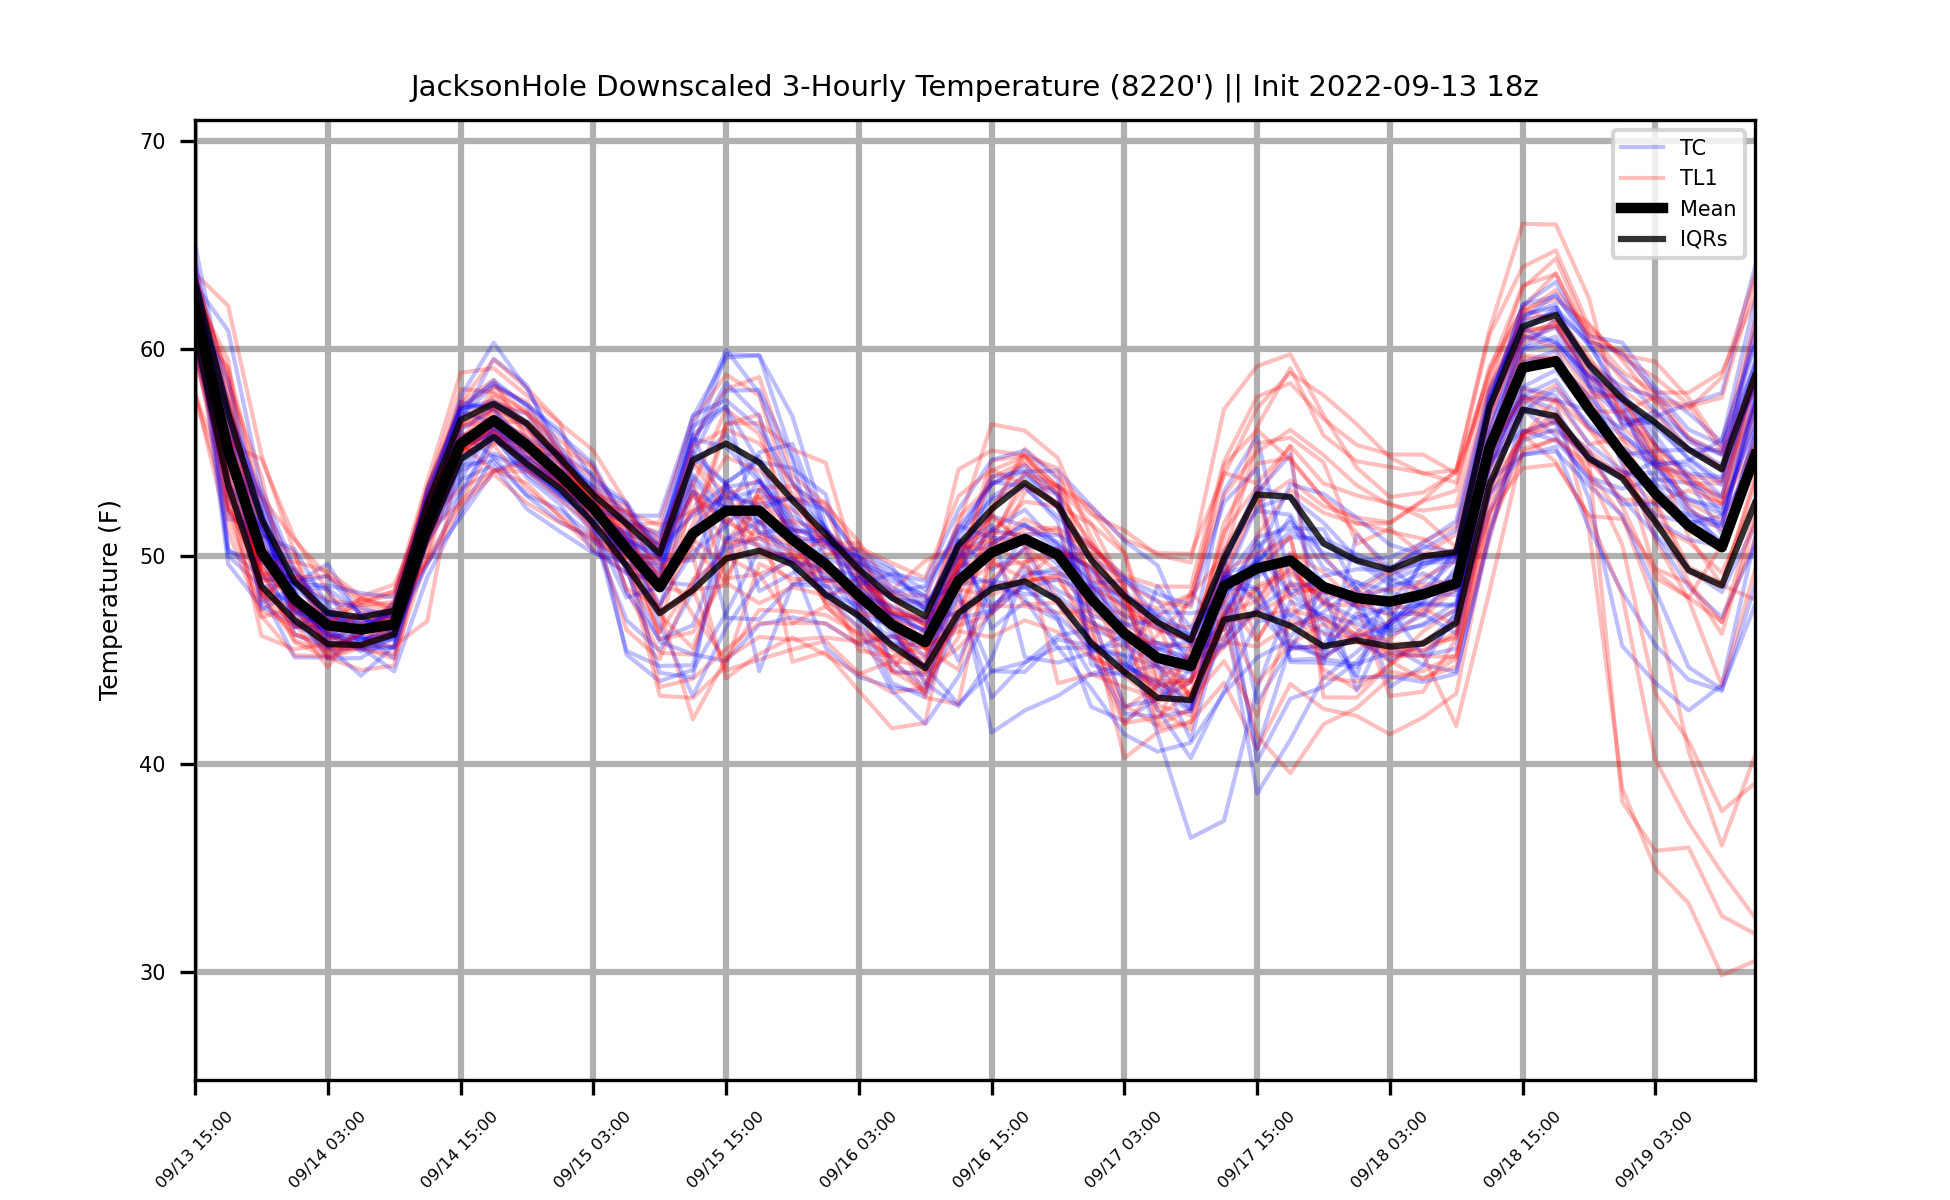 JacksonHole Downscaled 3-Hourly Temperature (8220') || Init 2022-09-13 18z
TC
TL1
Mean
IQRs
Temperature (F)
70
60
50
40
30
09/13 15:00
09/14 03:00
09/14 15:00
09/15 03:00
09/15 15:00
09/16 03:00
09/16 15:00
09/17 03:00
09/17 15:00
09/18 03:00
09/18 15:00
09/19 03:00